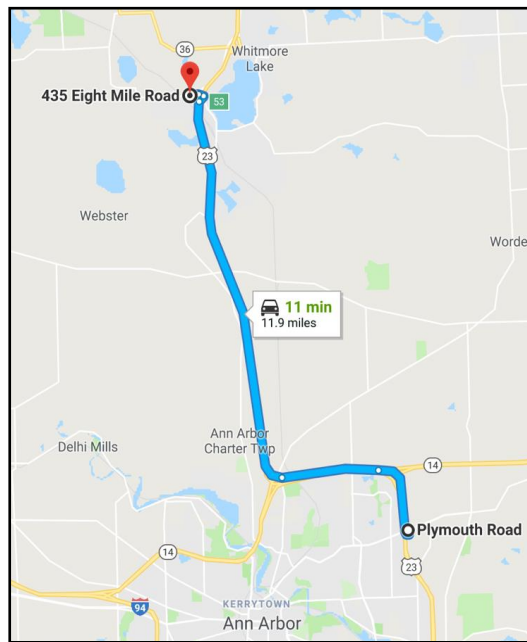 36
Whitmore
Lake
435 Eight Mile Road
53
23
Webster
Worde
11 min
11.9 miles
Ann Arbor
Charter Twp
Delhi Mills
14
Plymouth Road
14
23
94
KERRYTOWN
Ann Arbor